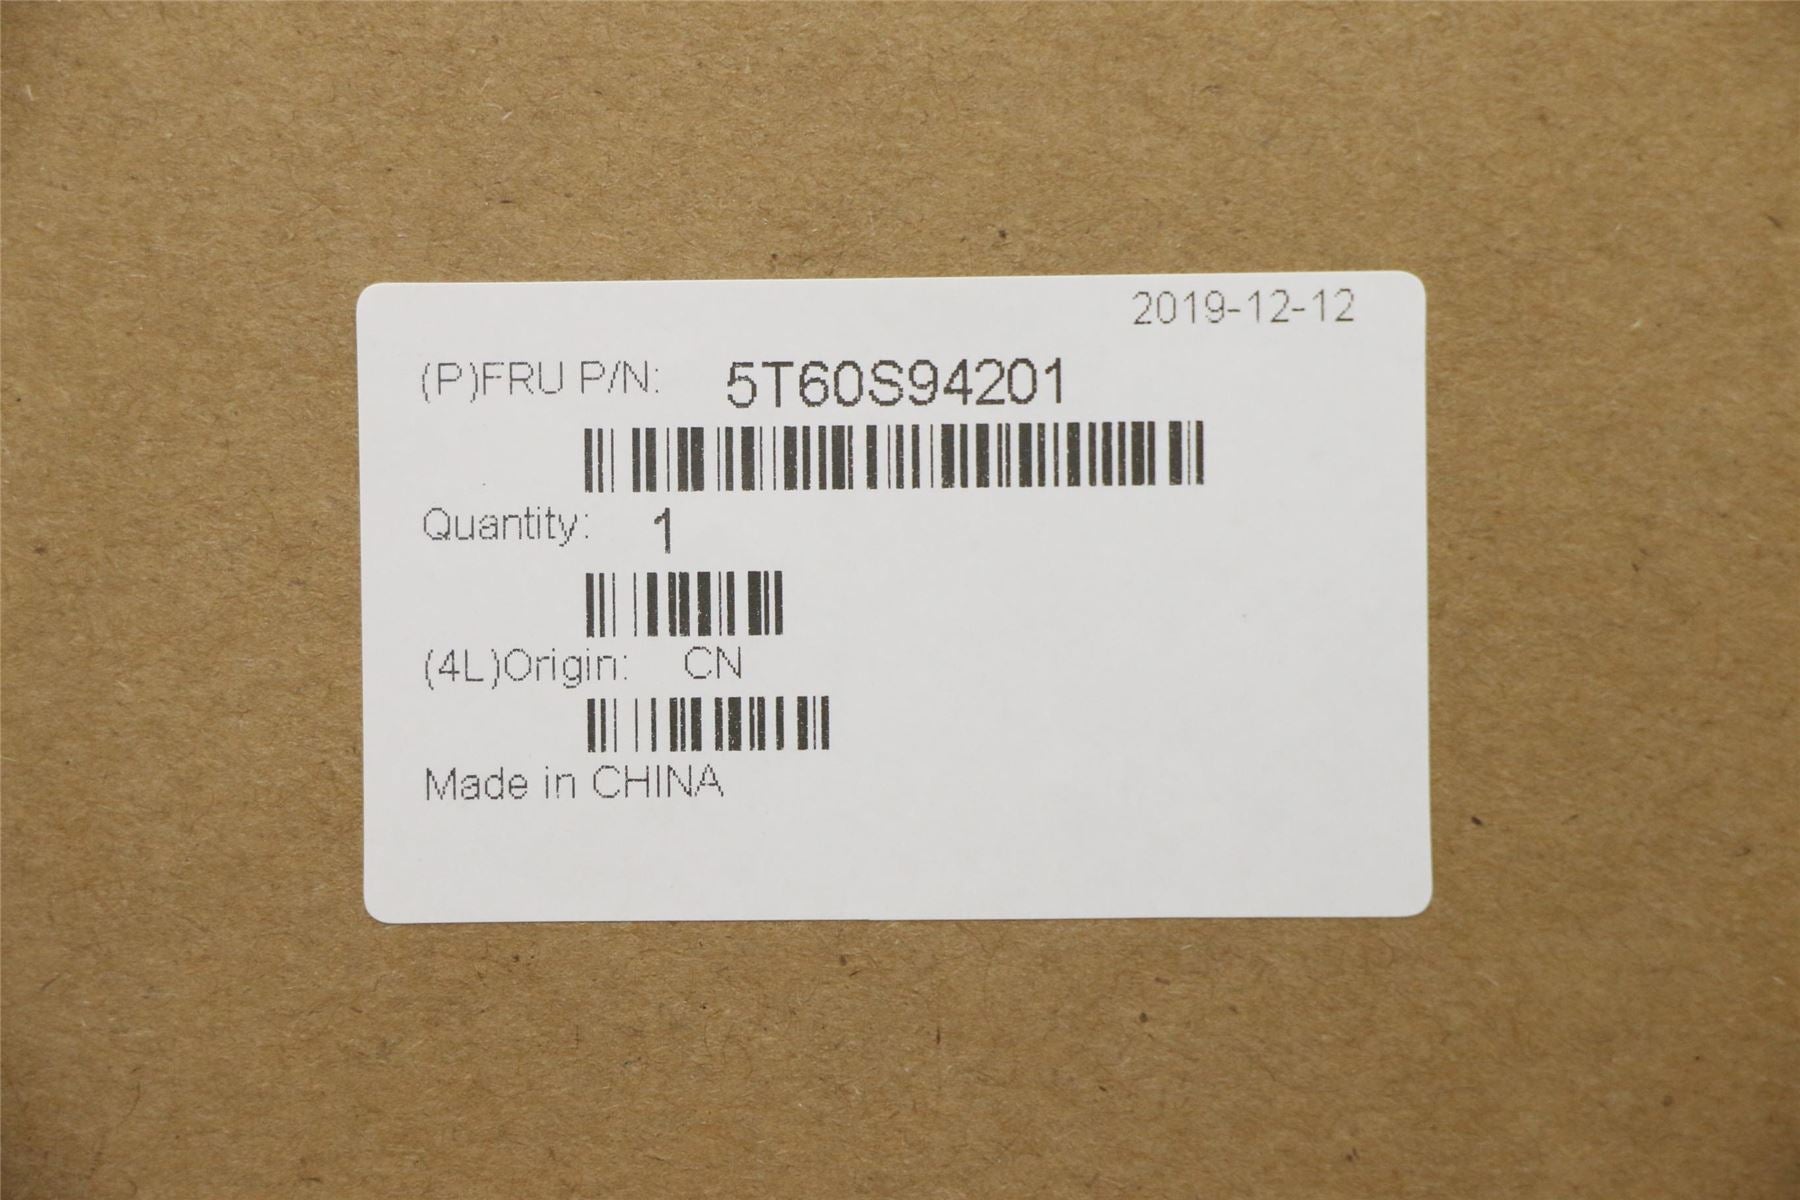 2019-12-12
(P)FRU P/N: 5T60S94201
Quantity: 1
(4L)Origin: CN
Made in CHINA